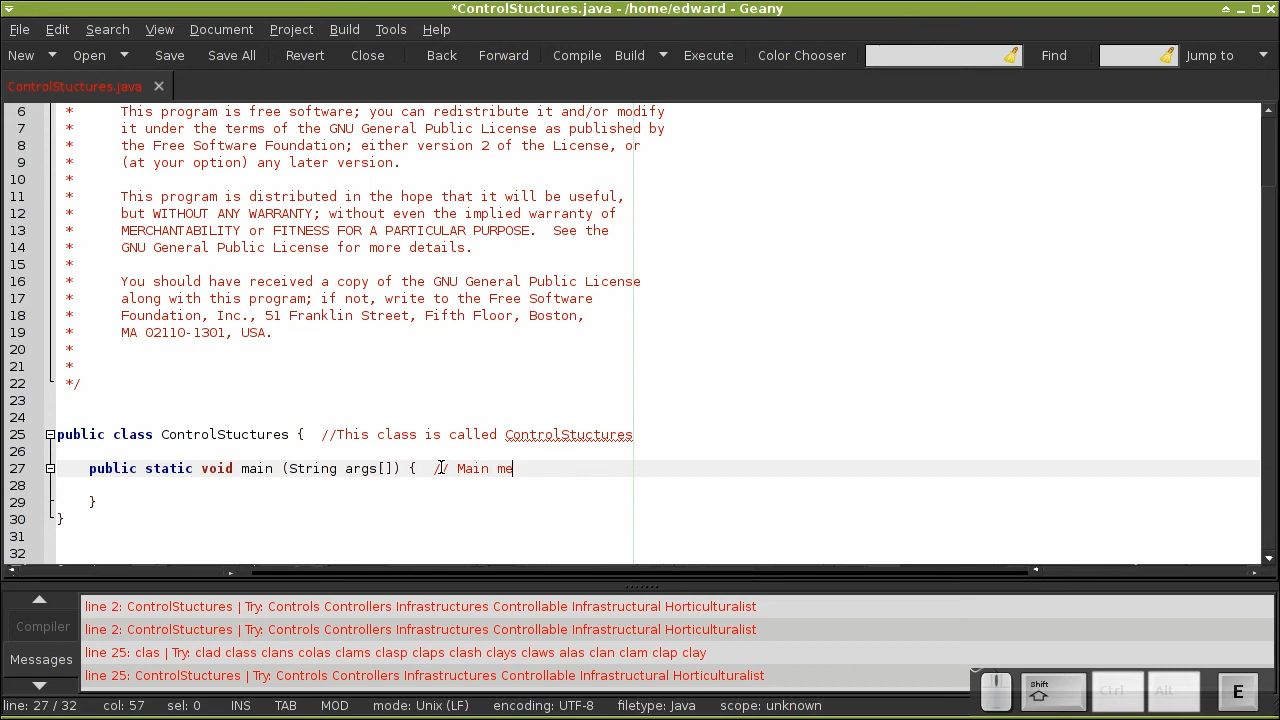 *ControlStuctures.java - /home/edward - Geany
File Edit Search View Document Project Build Tools Help
New Open Save Save All Revert Close Back Forward Compile Build Execute Color Chooser Find Jump to
ControlStuctures.java
6 * This program is free software; you can redistribute it and/or modify
7 * it under the terms of the GNU General Public License as published by
8 * the Free Software Foundation; either version 2 of the License, or
9 * (at your option) any later version.
10 *
11 * This program is distributed in the hope that it will be useful,
12 * but WITHOUT ANY WARRANTY; without even the implied warranty of
13 * MERCHANTABILITY or FITNESS FOR A PARTICULAR PURPOSE.  See the
14 * GNU General Public License for more details.
15 *
16 * You should have received a copy of the GNU General Public License
17 * along with this program; if not, write to the Free Software
18 * Foundation, Inc., 51 Franklin Street, Fifth Floor, Boston,
19 * MA 02110-1301, USA.
20 *
21 *
22 */
23
24
25 public class ControlStuctures {  //This class is called ControlStuctures
26
27 public static void main (String args[]) {  // Main me
28
29 }
30 }
31
32
Compiler
Messages
line 2: ControlStuctures | Try: Controls Controllers Infrastructures Controllable Infrastructural Horticulturalist
line 2: ControlStuctures | Try: Controls Controllers Infrastructures Controllable Infrastructural Horticulturalist
line 25: clas | Try: clad class clans colas clams clasp claps clash clays claws alas clan clam clap clay
line 25: ControlStuctures | Try: Controls Controllers Infrastructures Controllable Infrastructural Horticulturalist
Shift Ctrl Alt E
line: 27 / 32 col: 57 sel: 0 INS TAB MOD mode: Unix (LF) encoding: UTF-8 filetype: Java scope: unknown